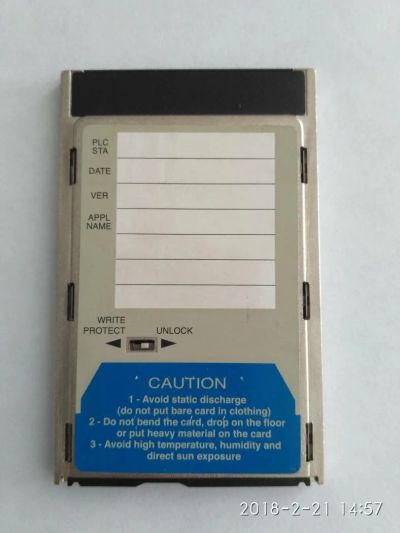 PLC
STA
DATE
VER
APPL
NAME
WRITE
PROTECT
UNLOCK
CAUTION
1 - Avoid static discharge
(do not put bare card in clothing)
2 - Do not bend the card, drop on the floor
or put heavy material on the card
3 - Avoid high temperature, humidity and
direct sun exposure
2018-2-21 14:57